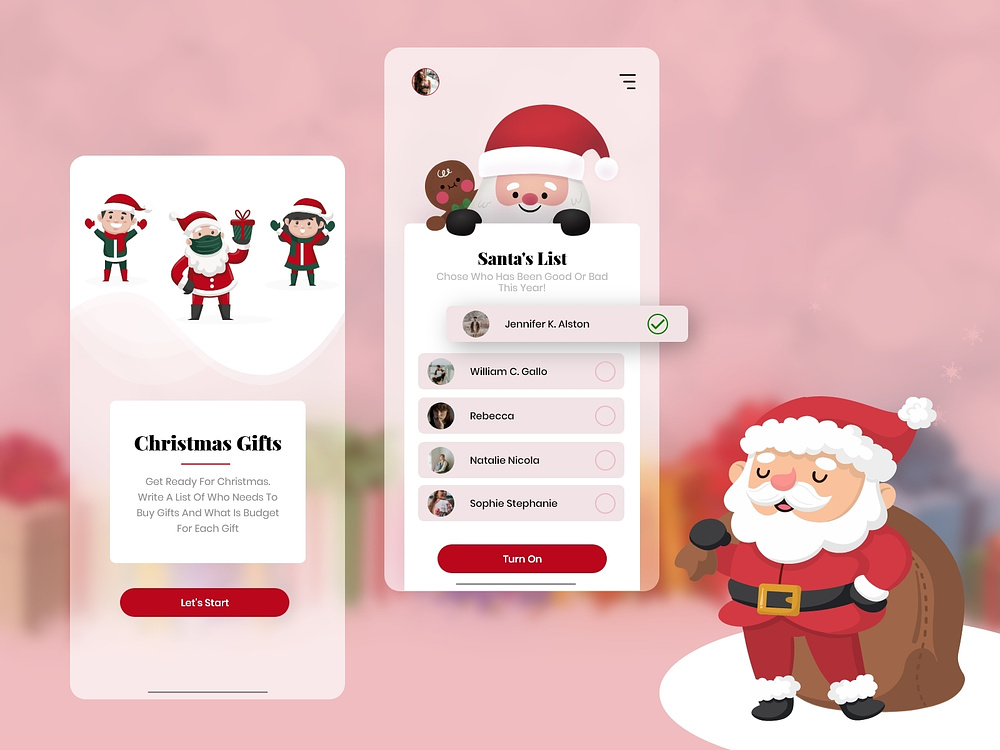 Christmas Gifts
Get Ready For Christmas.
Write A List Of Who Needs To
Buy Gifts And What Is Budget
For Each Gift
Let's Start
Santa's List
Chose Who Has Been Good Or Bad
This Year!
Jennifer K. Alston
William C. Gallo
Rebecca
Natalie Nicola
Sophie Stephanie
Turn On